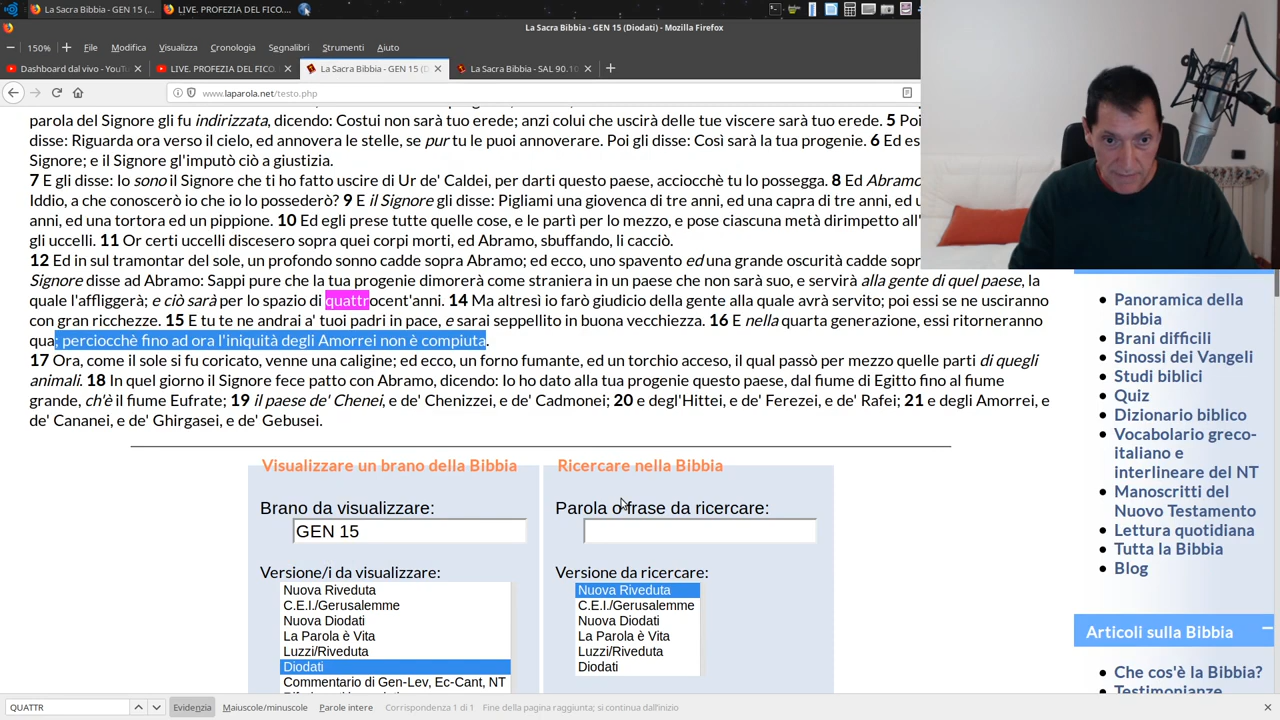 La Sacra Bibbia - GEN 15 (Diodati) - ...
LIVE. PROFEZIA DEL FICO....
La Sacra Bibbia - GEN 15 (Diodati) - Mozilla Firefox
150% File Modifica Visualizza Cronologia Segnalibri Strumenti Aiuto
Dashboard dal vivo - YouTu
LIVE. PROFEZIA DEL FICO.
La Sacra Bibbia - GEN 15 (D
La Sacra Bibbia - SAL 90.10
www.laparola.net/testo.php
parola del Signore gli fu indirizzata, dicendo: Costui non sarà tuo erede; anzi colui che uscirà delle tue viscere sarà tuo erede. 5 Poi
disse: Riguarda ora verso il cielo, ed annovera le stelle, se pur tu le puoi annoverare. Poi gli disse: Così sarà la tua progenie. 6 Ed es
Signore; e il Signore gl'imputò ciò a giustizia.
7 E gli disse: Io sono il Signore che ti ho fatto uscire di Ur de' Caldei, per darti questo paese, acciocchè tu lo possegga. 8 Ed Abramo
Iddio, a che conoscerò io che io lo possederò? 9 E il Signore gli disse: Pigliami una giovenca di tre anni, ed una capra di tre anni, ed u
anni, ed una tortora ed un pippione. 10 Ed egli prese tutte quelle cose, e le partì per lo mezzo, e pose ciascuna metà dirimpetto all'
gli uccelli. 11 Or certi uccelli discesero sopra quei corpi morti, ed Abramo, sbuffando, li cacciò.
12 Ed in sul tramontar del sole, un profondo sonno cadde sopra Abramo; ed ecco, uno spavento ed una grande oscurità cadde sopr
Signore disse ad Abramo: Sappi pure che la tua progenie dimorerà come straniera in un paese che non sarà suo, e servirà alla gente di quel paese, la
quale l'affliggerà; e ciò sarà per lo spazio di quattrocent'anni. 14 Ma altresì io farò giudicio della gente alla quale avrà servito; poi essi se ne usciranno
con gran ricchezze. 15 E tu te ne andrai a' tuoi padri in pace, e sarai seppellito in buona vecchiezza. 16 E nella quarta generazione, essi ritorneranno
qua; perciocchè fino ad ora l'iniquità degli Amorrei non è compiuta.
17 Ora, come il sole si fu coricato, venne una caligine; ed ecco, un forno fumante, ed un torchio acceso, il qual passò per mezzo quelle parti di quegli
animali. 18 In quel giorno il Signore fece patto con Abramo, dicendo: Io ho dato alla tua progenie questo paese, dal fiume di Egitto fino al fiume
grande, ch'è il fiume Eufrate; 19 il paese de' Chenei, e de' Chenizzei, e de' Cadmonei; 20 e degl'Hittei, e de' Ferezei, e de' Rafei; 21 e degli Amorrei, e
de' Cananei, e de' Ghirgasei, e de' Gebusei.
Visualizzare un brano della Bibbia
Brano da visualizzare:
GEN 15
Versione/i da visualizzare:
Nuova Riveduta
C.E.I./Gerusalemme
Nuova Diodati
La Parola è Vita
Luzzi/Riveduta
Diodati
Commentario di Gen-Lev, Ec-Cant, NT
Ricercare nella Bibbia
Parola o frase da ricercare:
Versione da ricercare:
Nuova Riveduta
C.E.I./Gerusalemme
Nuova Diodati
La Parola è Vita
Luzzi/Riveduta
Diodati
Panoramica della
Bibbia
Brani difficili
Sinossi dei Vangeli
Studi biblici
Quiz
Dizionario biblico
Vocabolario greco-
italiano e
interlineare del NT
Manoscritti del
Nuovo Testamento
Lettura quotidiana
Tutta la Bibbia
Blog
Articoli sulla Bibbia
Che cos'è la Bibbia?
Testimonianze
QUATTR Evidenzia Maiuscole/minuscole Parole intere Corrispondenza 1 di 1 Fine della pagina raggiunta; si continua dall'inizio